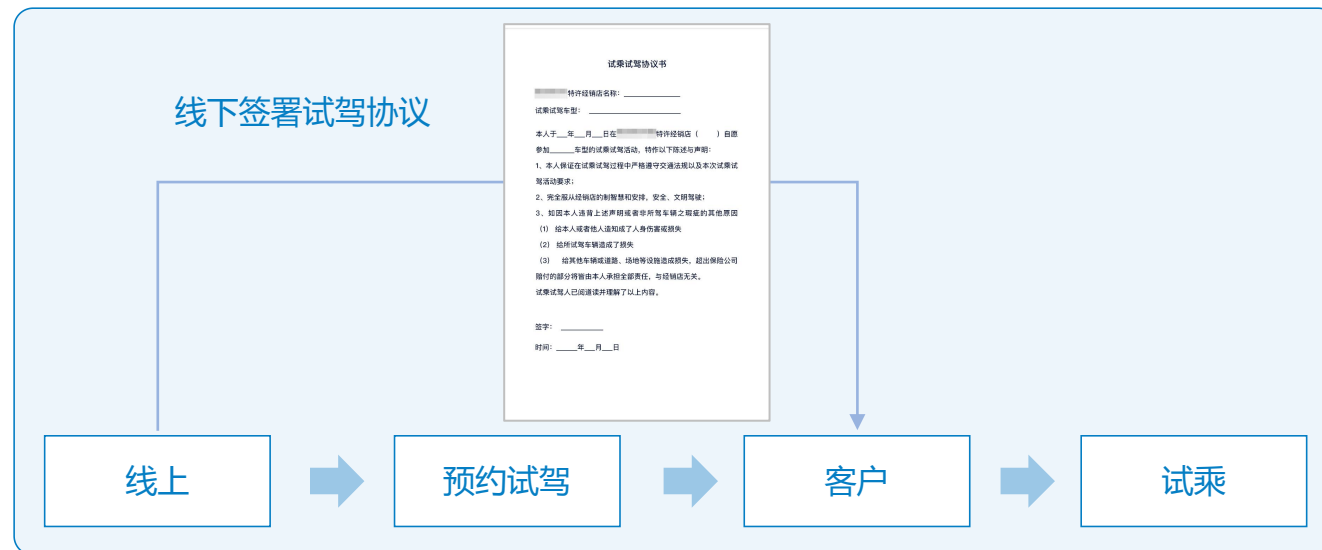 线下签署试驾协议
试乘试驾协议书
特许经销店名称：____________
试乘试驾车型：____________
本人于__年__月__日在 特许经销店（ ）自愿
参加_____车型的试乘试驾活动，特作以下陈述与声明：
1、本人保证在试乘试驾过程中严格遵守交通法规以及本次试乘试
驾活动要求；
2、完全服从经销店的制智慧和安排，安全、文明驾驶；
3、如因本人违背上述声明或者非所驾车辆之瑕疵的其他原因
（1） 给本人或者他人造知成了人身伤害或损失
（2） 给所试驾车辆造成了损失
（3） 给其他车辆或道路、场地等设施造成损失，超出保险公司
赔付的部分将皆由本人承担全部责任，与经销店无关。
试乘试驾人已阅道读并理解了以上内容。
签字： _________
时间：_____年__月__日
线上
预约试驾
客户
试乘